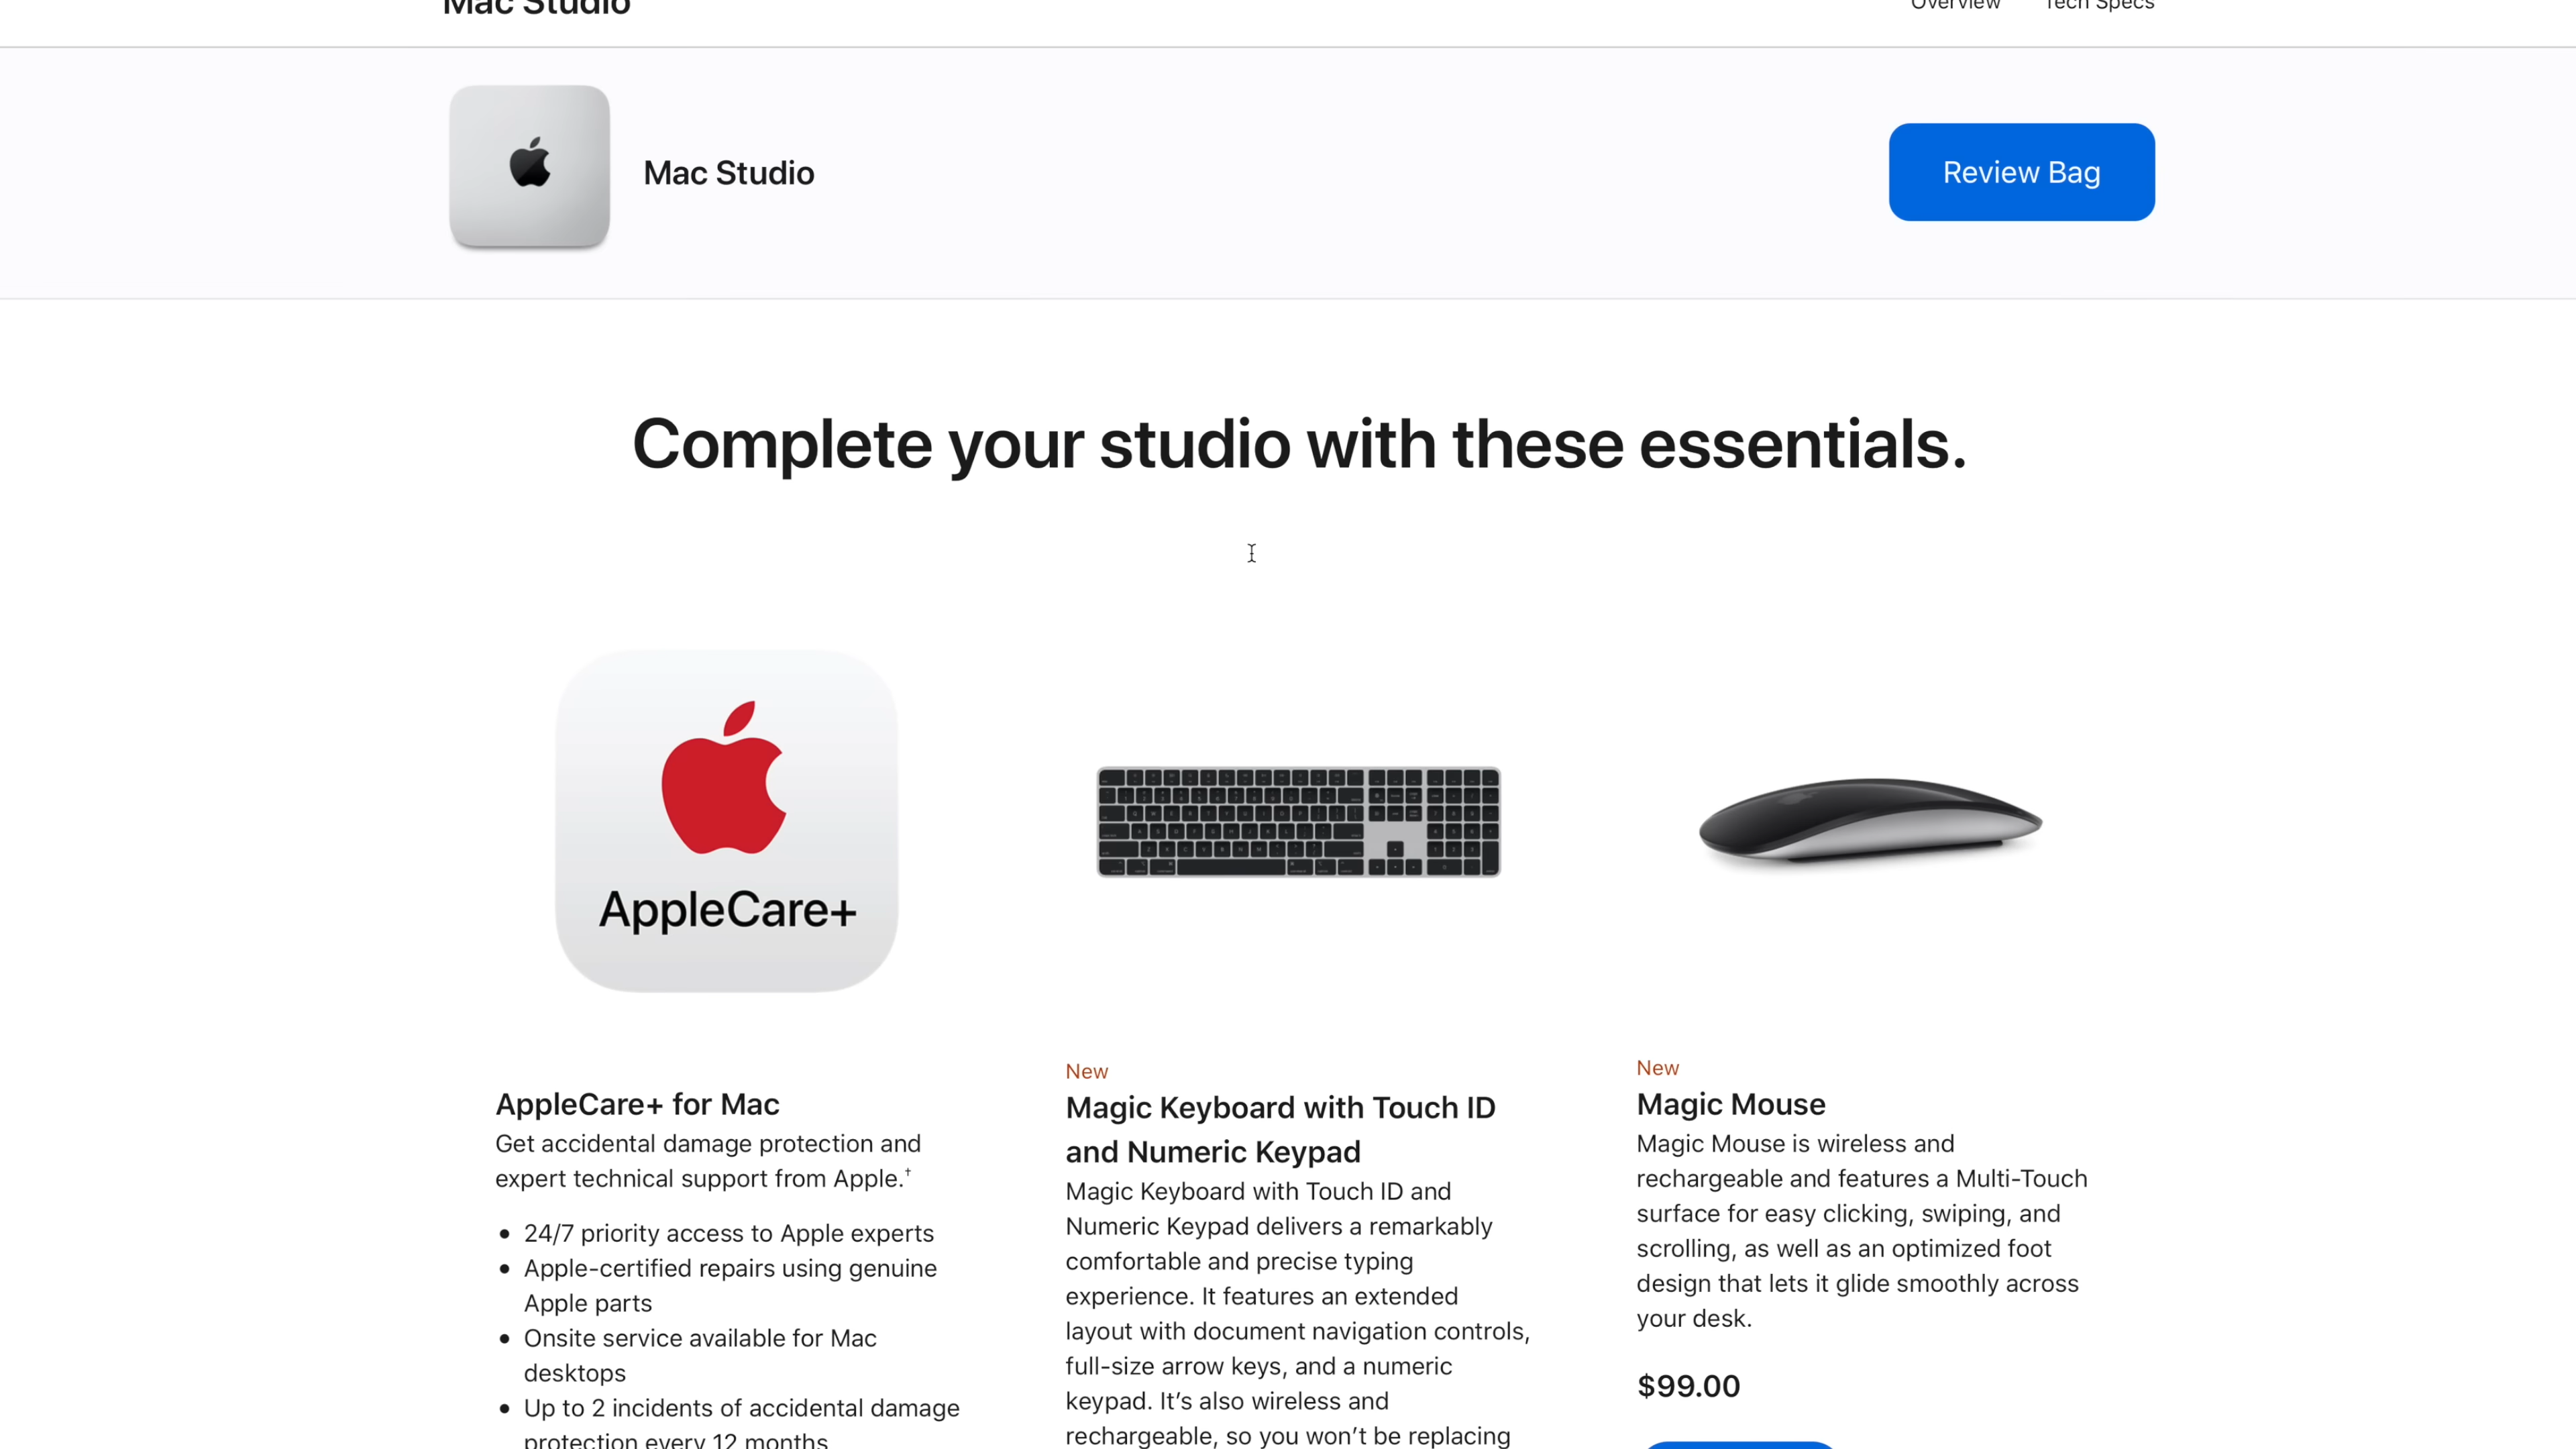 Mac Studio
Overview Tech Specs
Mac Studio
Review Bag
Complete your studio with these essentials.
AppleCare+
AppleCare+ for Mac
Get accidental damage protection and
expert technical support from Apple.†
• 24/7 priority access to Apple experts
• Apple-certified repairs using genuine
Apple parts
• Onsite service available for Mac
desktops
• Up to 2 incidents of accidental damage
protection every 12 months
New
Magic Keyboard with Touch ID
and Numeric Keypad
Magic Keyboard with Touch ID and
Numeric Keypad delivers a remarkably
comfortable and precise typing
experience. It features an extended
layout with document navigation controls,
full-size arrow keys, and a numeric
keypad. It’s also wireless and
rechargeable, so you won’t be replacing
New
Magic Mouse
Magic Mouse is wireless and
rechargeable and features a Multi-Touch
surface for easy clicking, swiping, and
scrolling, as well as an optimized foot
design that lets it glide smoothly across
your desk.
$99.00